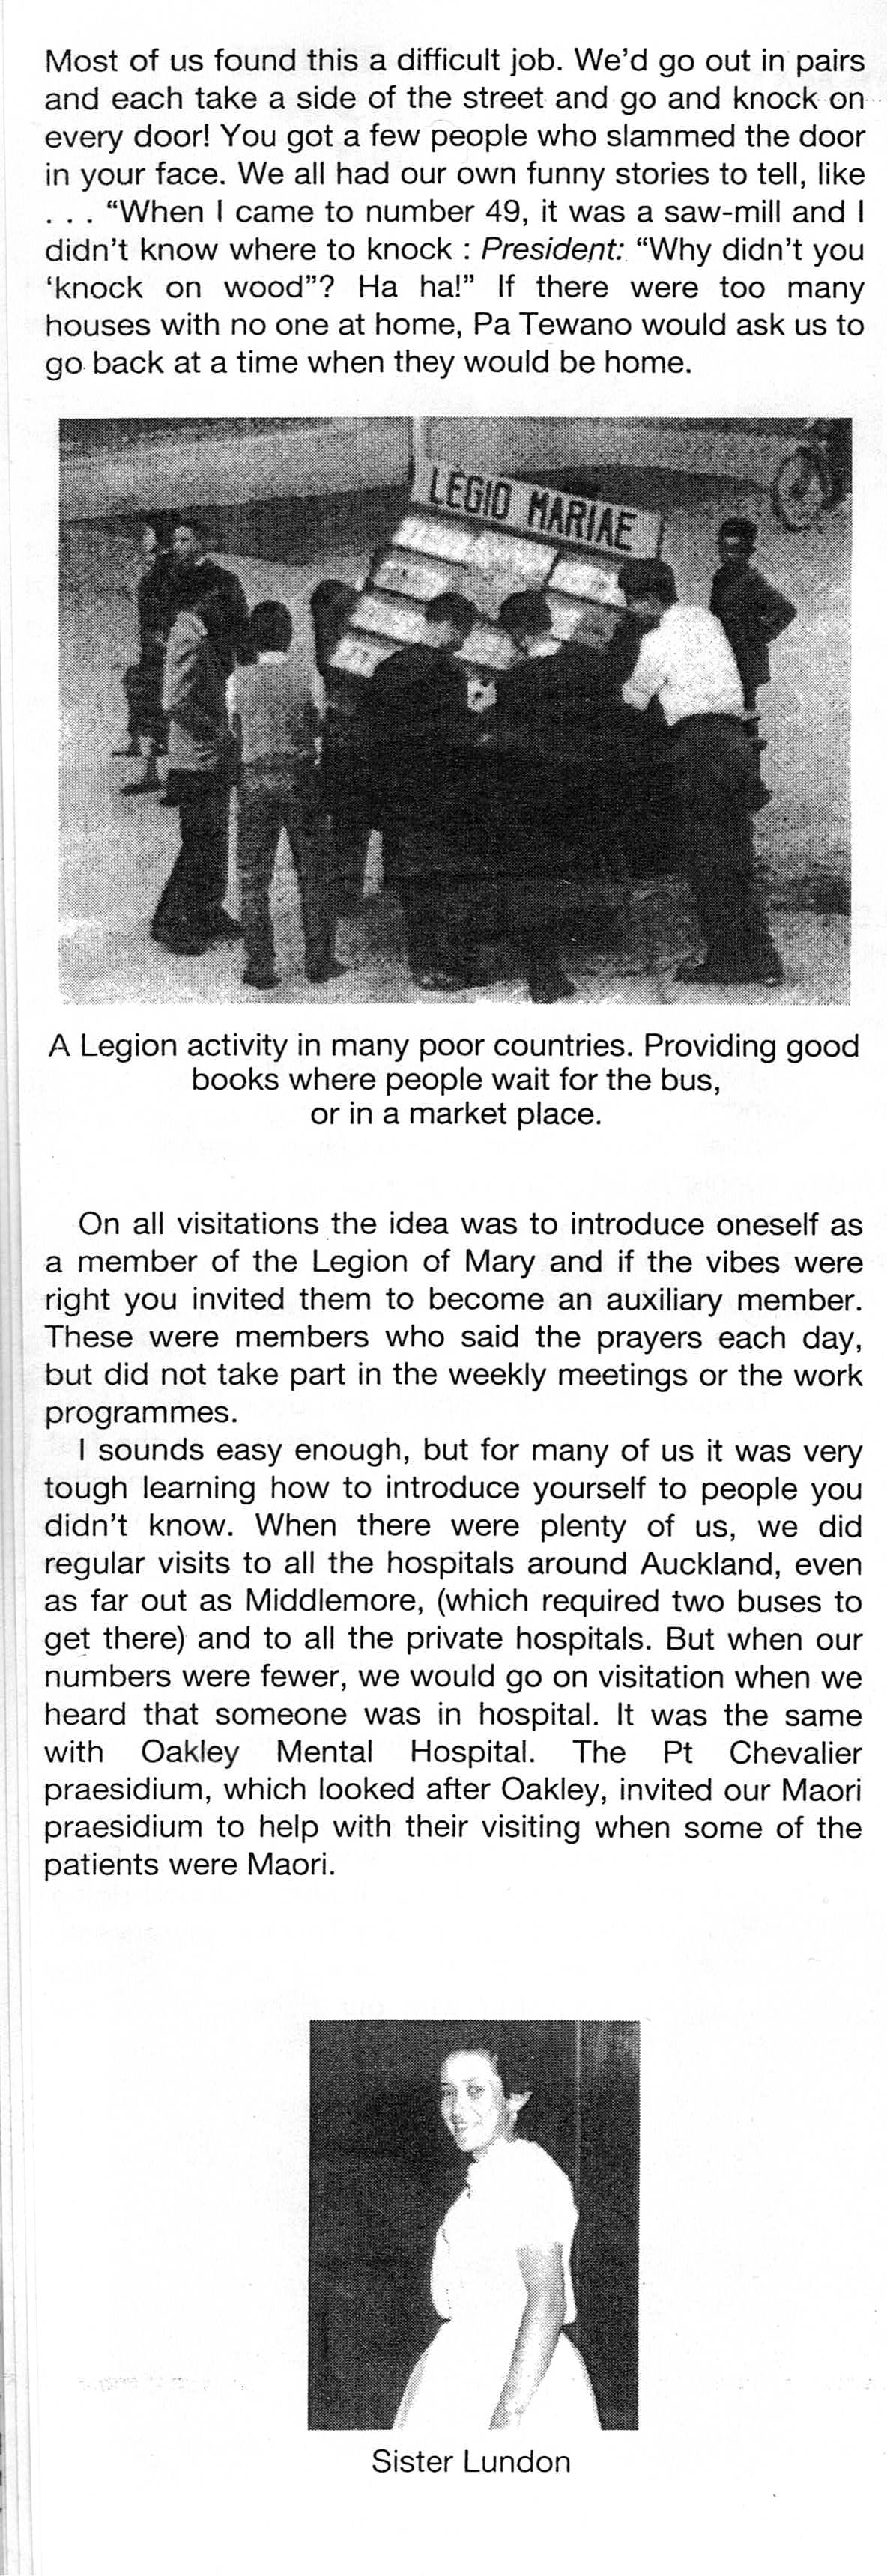 Most of us found this a difficult job. We'd go out in pairs
and each take a side of the street and go and knock on
every door! You got a few people who slammed the door
in your face. We all had our own funny stories to tell, like
. . . “When I came to number 49, it was a saw-mill and I
didn't know where to knock : President: “Why didn't you
‘knock on wood”? Ha ha!” If there were too many
houses with no one at home, Pa Tewano would ask us to
go back at a time when they would be home.
LEGIO MARIAE
A Legion activity in many poor countries. Providing good
books where people wait for the bus,
or in a market place.
On all visitations the idea was to introduce oneself as
a member of the Legion of Mary and if the vibes were
right you invited them to become an auxiliary member.
These were members who said the prayers each day,
but did not take part in the weekly meetings or the work
programmes.
I sounds easy enough, but for many of us it was very
tough learning how to introduce yourself to people you
didn't know. When there were plenty of us, we did
regular visits to all the hospitals around Auckland, even
as far out as Middlemore, (which required two buses to
get there) and to all the private hospitals. But when our
numbers were fewer, we would go on visitation when we
heard that someone was in hospital. It was the same
with Oakley Mental Hospital. The Pt Chevalier
praesidium, which looked after Oakley, invited our Maori
praesidium to help with their visiting when some of the
patients were Maori.
Sister Lundon